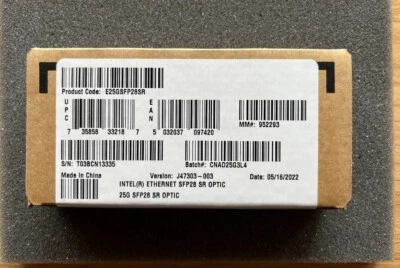 Product Code: E25GSFP28SR
UPC
EAN
MM#: 952293
7 35858 33218 7
5 032037 097420
S/N: T03BCN13335
Batch#: CNAD25G3L4
Made In China
Version: J47303-003
Date: 05/16/2022
INTEL(R) ETHERNET SFP28 SR OPTIC
25G SFP28 SR OPTIC